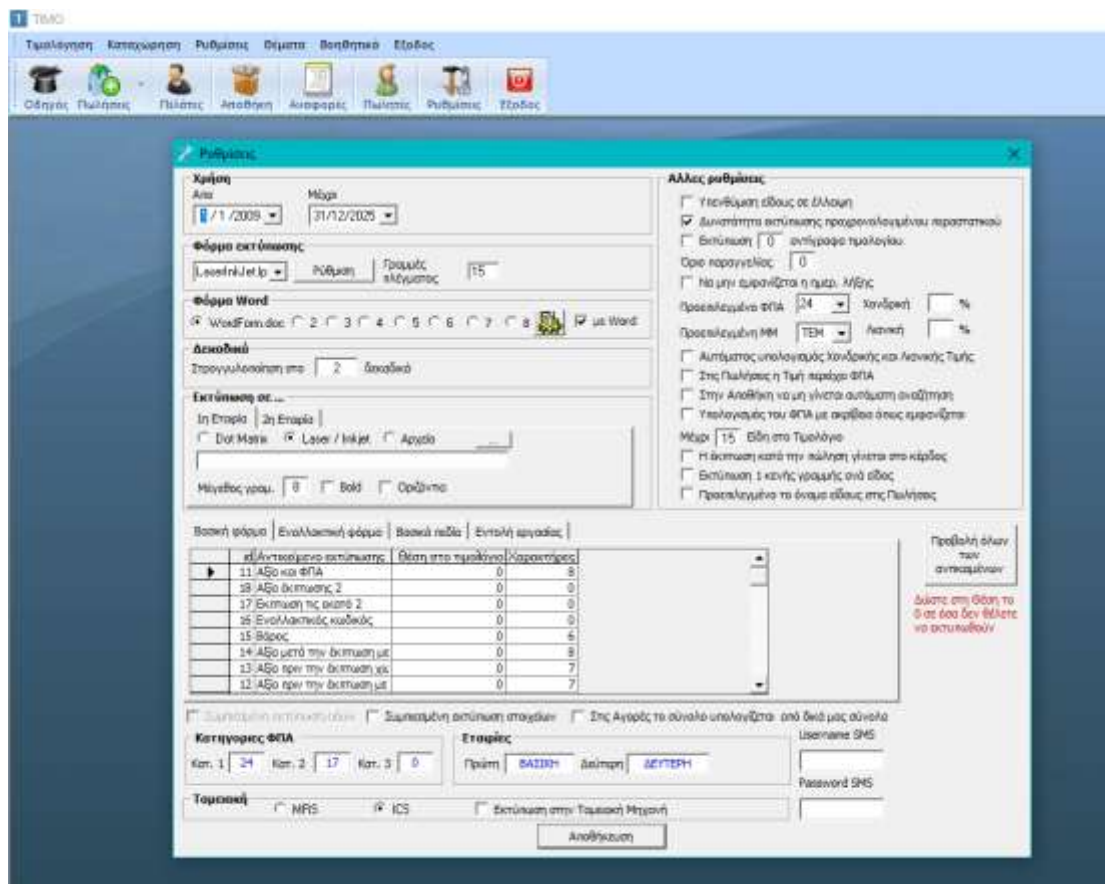 TIMO
Τιμολόγηση Καταχώρηση Ρυθμίσεις Θέματα Βοηθητικά Εξοδος
Οδηγός Πωλήσεις Πελάτες Αποθήκη Αναφορές Πωλητές Ρυθμίσεις Έξοδος
Ρυθμίσεις
Χρήση
Απο Μέχρι
1/1/2009 31/12/2025
Φόρμα εκτύπωσης
LaserInkJet.lp Ρύθμιση Γραμμές πλέγματος 15
Φόρμα Word
WordForm.doc 2 3 4 5 6 7 8 με Word
Δεκαδικά
Στρογγυλοποίηση στα 2 δεκαδικά
Εκτύπωση σε...
1η Εταρία 2η Εταρία
Dot Matrix Laser / Inkjet Αρχείο ...
Μέγεθος γραμ. 8 Bold Οριζόντια
Αλλες ρυθμίσεις
Υπενθύμιση είδους σε έλλειψη
Δυνατότητα εκτύπωσης προχρονολογιμένου παραστατικού
Εκτύπωση 0 αντίγραφα τιμολογίου
Όριο παραγγελίας 0
Να μην εμφανίζεται η ημερ. λήξης
Προεπιλεγμένο ΦΠΑ 24 Χονδρική %
Προεπιλεγμένη ΜΜ ΤΕΜ Λιανική %
Αυτόματος υπολογισμός Χονδρικής και Λιανικής Τιμής
Στις Πωλήσεις η Τιμή περιέχει ΦΠΑ
Στην Αποθήκη να μη γίνεται αυτόματη αναζήτηση
Υπολογισμός του ΦΠΑ με ακρίβεια όπως εμφανίζεται
Μέχρι 15 Είδη στο Τιμολόγιο
Η έκπτωση κατά την πώληση γίνεται στο κέρδος
Εκτύπωση 1 κενής γραμμής ανά είδος
Προεπιλεγμένο το όνομα είδους στις Πωλήσεις
Βασική φόρμα Εναλλακτική φόρμα Βασικά πεδία Εντολή εργασίας
id Αντικείμενο εκτύπωσης Θέση στο τιμολόγιο Χαρακτήρες
11 Αξία και ΦΠΑ 0 8
18 Αξία έκπτωσης 2 0 0
17 Εκπτωση τις εκατό 2 0 0
16 Εναλλακτικός κωδικός 0 0
15 Βάρος 0 6
14 Αξία μετά την έκπτωση με 0 8
13 Αξία πριν την έκπτωση χω 0 7
12 Αξία πριν την έκπτωση με 0 7
Προβολή όλων
των
αντικειμένων
Δώστε στη Θέση το
0 σε όσα δεν θέλετε
να εκτυπωθούν
Συμπιεσμένη εκτύπωση στοιχείων Στις Αγορές το σύνολο υπολογίζεται από δικά μας σύνολα
Κατηγοριες ΦΠΑ
Κατ. 1 24 Κατ. 2 17 Κατ. 3 0
Εταιρίες
Πρώτη ΒΑΣΙΚΗ Δεύτερη ΔΕΥΤΕΡΗ
Username SMS
Password SMS
Ταμειακή MRS ICS Εκτύπωση στην Ταμειακή Μηχανή
Αποθήκευση